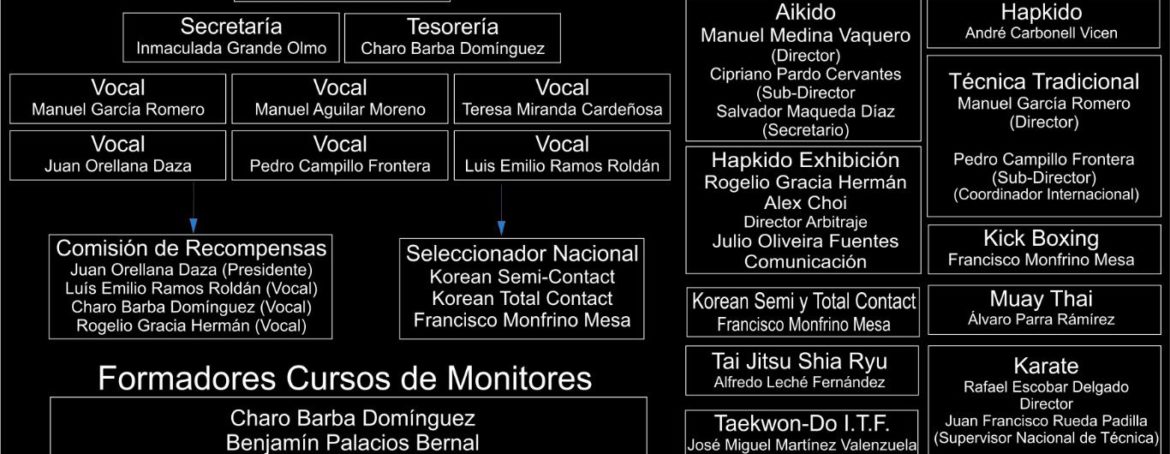 Secretaría
Inmaculada Grande Olmo
Tesorería
Charo Barba Domínguez
Vocal
Manuel García Romero
Vocal
Manuel Aguilar Moreno
Vocal
Teresa Miranda Cardeñosa
Vocal
Juan Orellana Daza
Vocal
Pedro Campillo Frontera
Vocal
Luis Emilio Ramos Roldán
Comisión de Recompensas
Juan Orellana Daza (Presidente)
Luís Emilio Ramos Roldán (Vocal)
Charo Barba Domínguez (Vocal)
Rogelio Gracia Hermán (Vocal)
Seleccionador Nacional
Korean Semi-Contact
Korean Total Contact
Francisco Monfrino Mesa
Formadores Cursos de Monitores
Charo Barba Domínguez
Benjamín Palacios Bernal
Aikido
Manuel Medina Vaquero
(Director)
Cipriano Pardo Cervantes
(Sub-Director
Salvador Maqueda Díaz
(Secretario)
Hapkido Exhibición
Rogelio Gracia Hermán
Alex Choi
Director Arbitraje
Julio Oliveira Fuentes
Comunicación
Korean Semi y Total Contact
Francisco Monfrino Mesa
Tai Jitsu Shia Ryu
Alfredo Leché Fernández
Taekwon-Do I.T.F.
José Miguel Martínez Valenzuela
Hapkido
André Carbonell Vicen
Técnica Tradicional
Manuel García Romero
(Director)
Pedro Campillo Frontera
(Sub-Director)
(Coordinador Internacional)
Kick Boxing
Francisco Monfrino Mesa
Muay Thai
Álvaro Parra Rámírez
Karate
Rafael Escobar Delgado
Director
Juan Francisco Rueda Padilla
(Supervisor Nacional de Técnica)